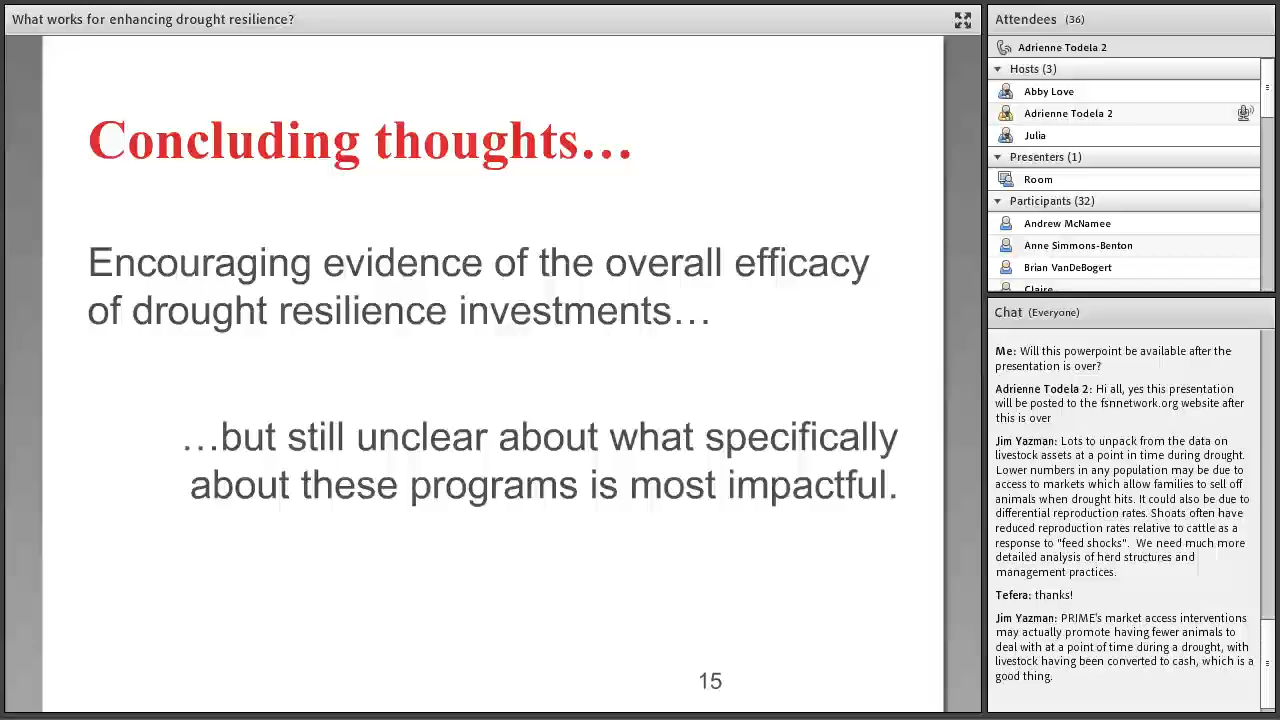 What works for enhancing drought resilience?
Concluding thoughts…
Encouraging evidence of the overall efficacy
of drought resilience investments…
…but still unclear about what specifically
about these programs is most impactful.
15
Attendees (36)
Adrienne Todela 2
Hosts (3)
Abby Love
Adrienne Todela 2
Julia
Presenters (1)
Room
Participants (32)
Andrew McNamee
Anne Simmons-Benton
Brian VanDeBogert
Claire
Chat (Everyone)
Me: Will this powerpoint be available after the
presentation is over?
Adrienne Todela 2: Hi all, yes this presentation
will be posted to the fsnnetwork.org website after
this is over
Jim Yazman: Lots to unpack from the data on
livestock assets at a point in time during drought.
Lower numbers in any population may be due to
access to markets which allow families to sell off
animals when drought hits. It could also be due to
differential reproduction rates. Shoats often have
reduced reproduction rates relative to cattle as a
response to "feed shocks". We need much more
detailed analysis of herd structures and
management practices.
Tefera: thanks!
Jim Yazman: PRIME's market access interventions
may actually promote having fewer animals to
deal with at a point of time during a drought, with
livestock having been converted to cash, which is a
good thing.